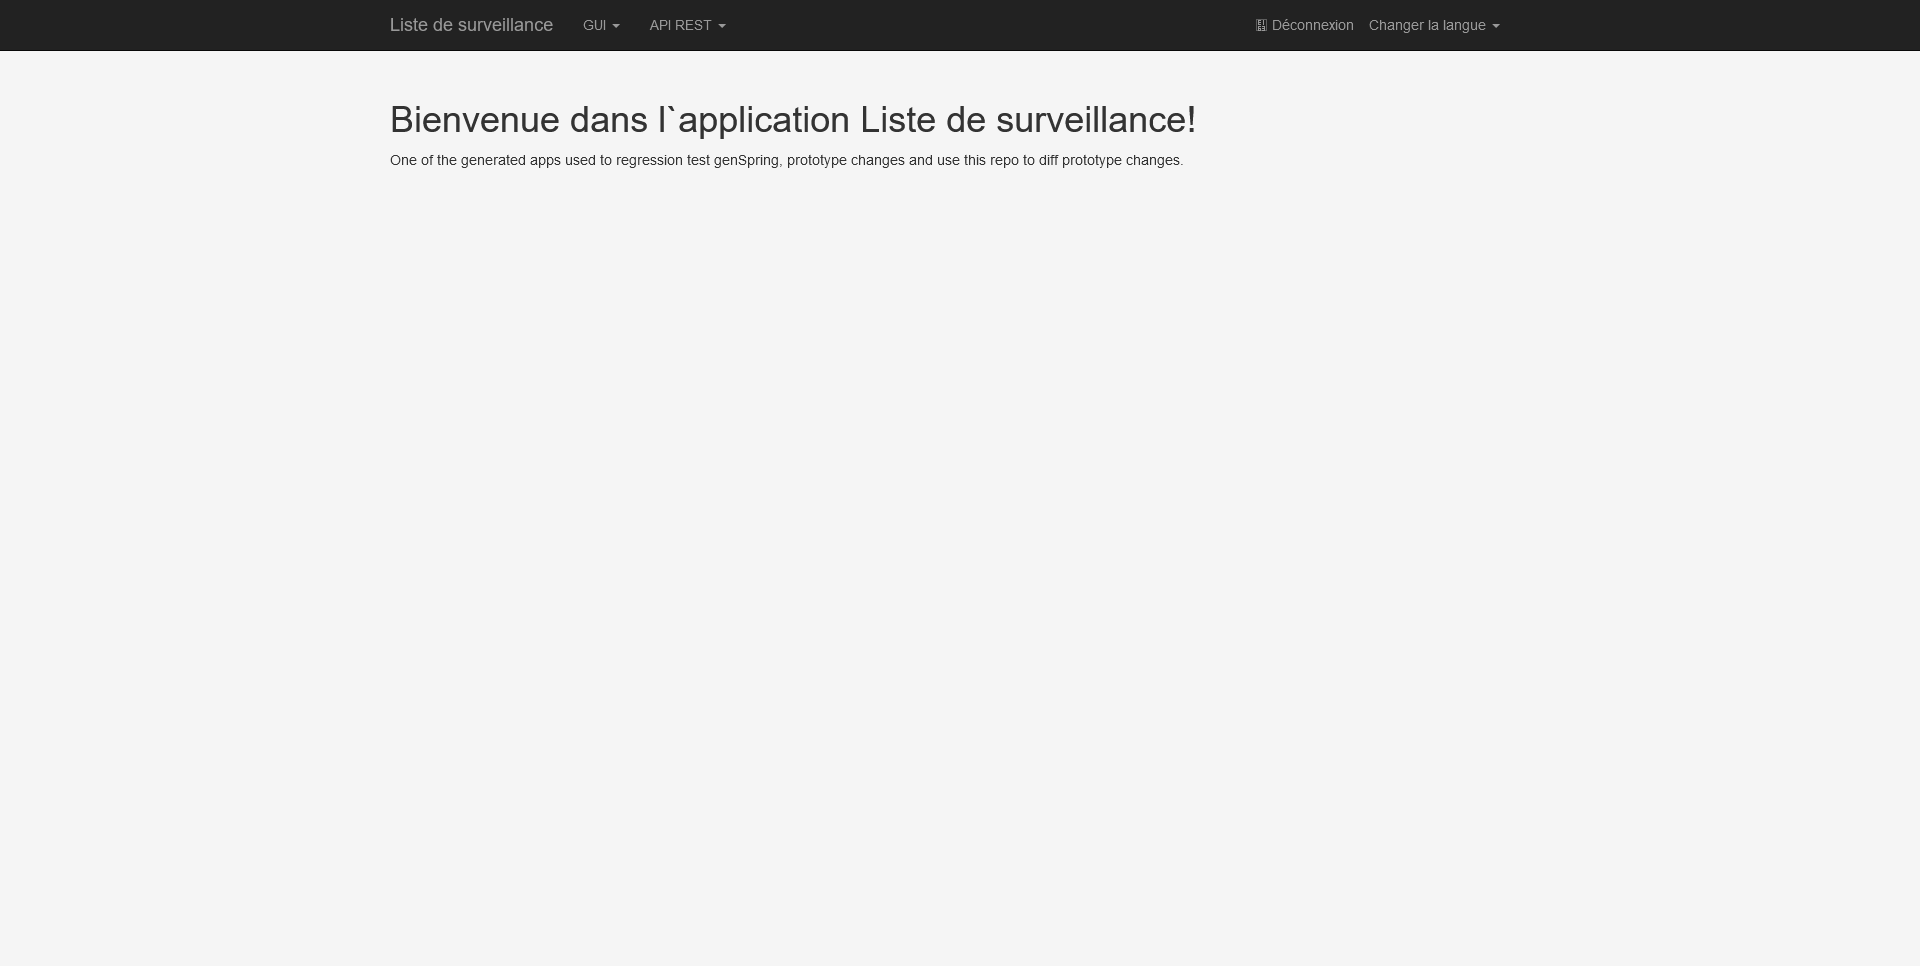 Liste de surveillance GUI API REST Déconnexion Changer la langue
Bienvenue dans l`application Liste de surveillance!
One of the generated apps used to regression test genSpring, prototype changes and use this repo to diff prototype changes.